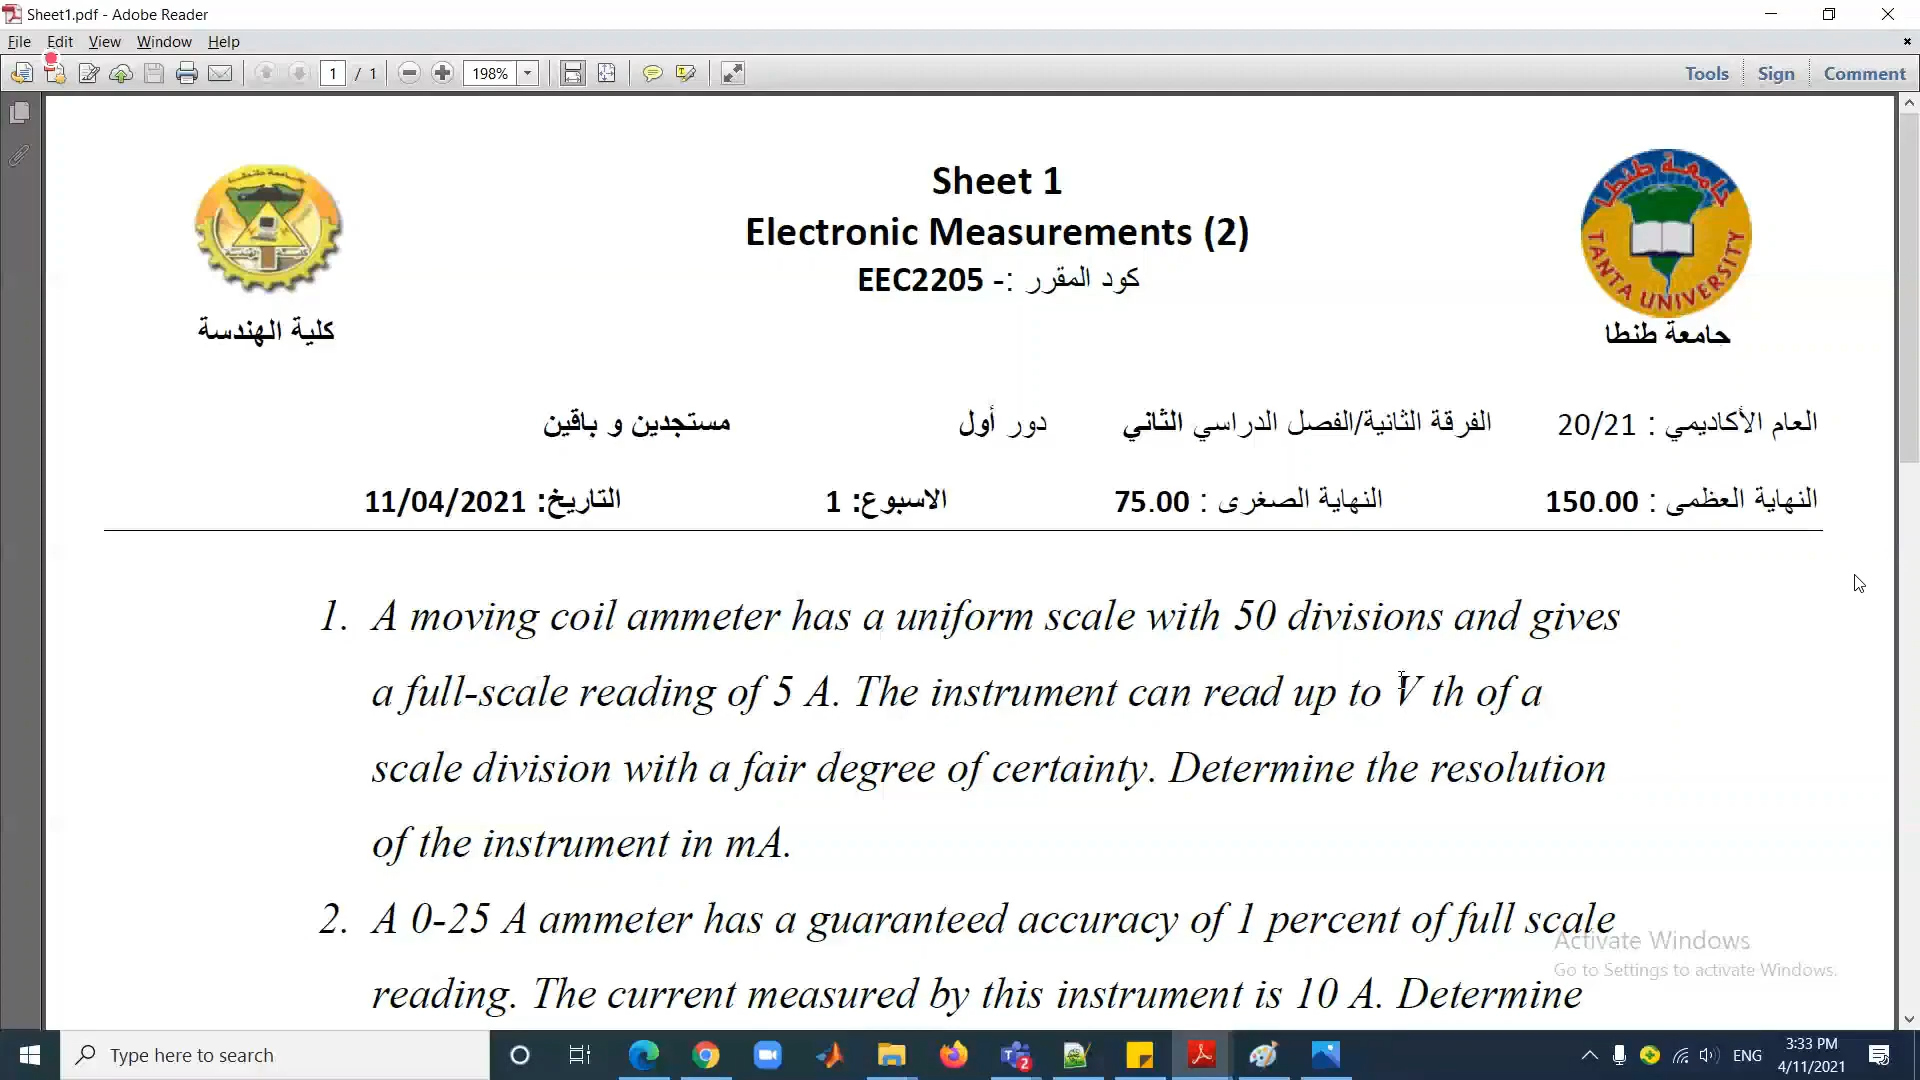 Sheet1.pdf - Adobe Reader
File Edit View Window Help
1 / 1 198% Tools Sign Comment
Sheet 1
Electronic Measurements (2)
كود المقرر :- EEC2205
جامعة طنطا
TANTA UNIVERSITY
كلية الهندسة
جامعة طنطا
العام الأكاديمي : 20/21 الفرقة الثانية/الفصل الدراسي الثاني دور أول مستجدين و باقين
النهاية العظمى : 150.00 النهاية الصغرى : 75.00 الاسبوع: 1 التاريخ: 11/04/2021
1. A moving coil ammeter has a uniform scale with 50 divisions and gives
a full-scale reading of 5 A. The instrument can read up to V th of a
scale division with a fair degree of certainty. Determine the resolution
of the instrument in mA.
2. A 0-25 A ammeter has a guaranteed accuracy of 1 percent of full scale
reading. The current measured by this instrument is 10 A. Determine
Activate Windows
Go to Settings to activate Windows.
Type here to search
2
ENG
3:33 PM
4/11/2021